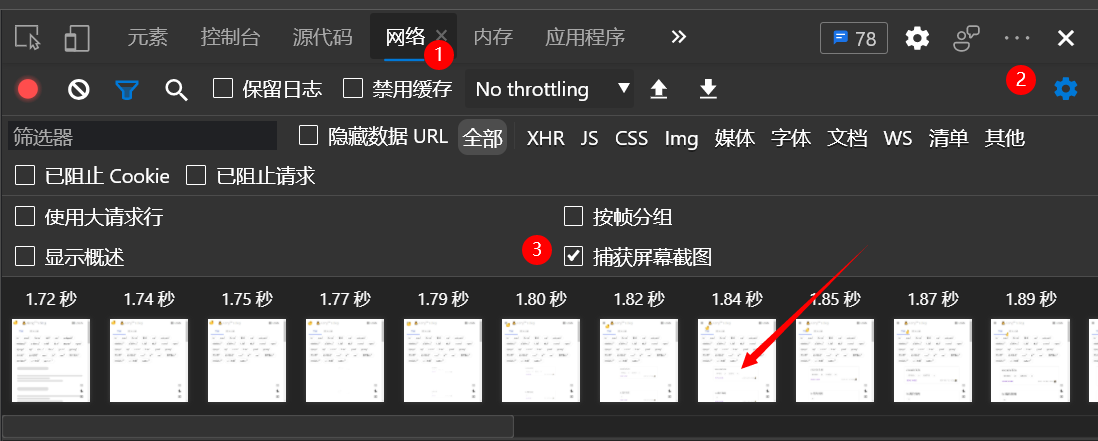 元素 控制台 源代码 网络 内存 应用程序 78
1
保留日志 禁用缓存 No throttling 2
筛选器 隐藏数据 URL 全部 XHR JS CSS Img 媒体 字体 文档 WS 清单 其他
已阻止 Cookie 已阻止请求
使用大请求行 按帧分组
显示概述 3 捕获屏幕截图
1.72 秒 1.74 秒 1.75 秒 1.77 秒 1.79 秒 1.80 秒 1.82 秒 1.84 秒 1.85 秒 1.87 秒 1.89 秒